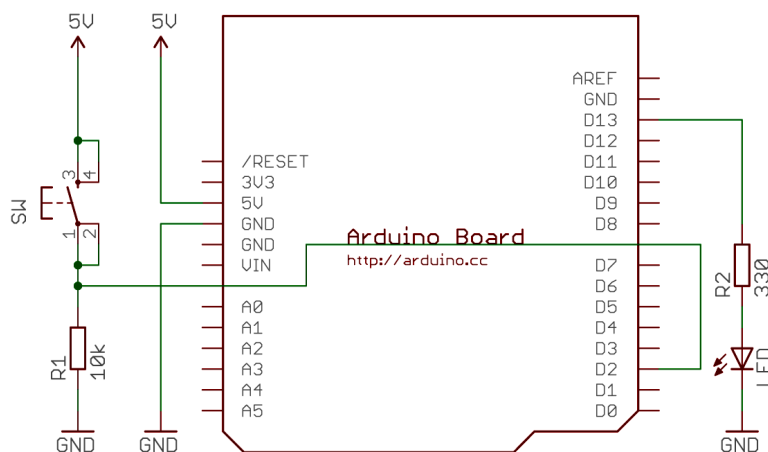 5V
5V
AREF
GND
D13
D12
/RESET
D11
3V3
D10
5V
D9
GND
D8
GND
Arduino Board
VIN
http://arduino.cc
D7
D6
A0
D5
A1
D4
A2
D3
A3
D2
A4
D1
A5
D0
SW
3
4
1
2
R1
10k
R2
330
LED
GND
GND
GND